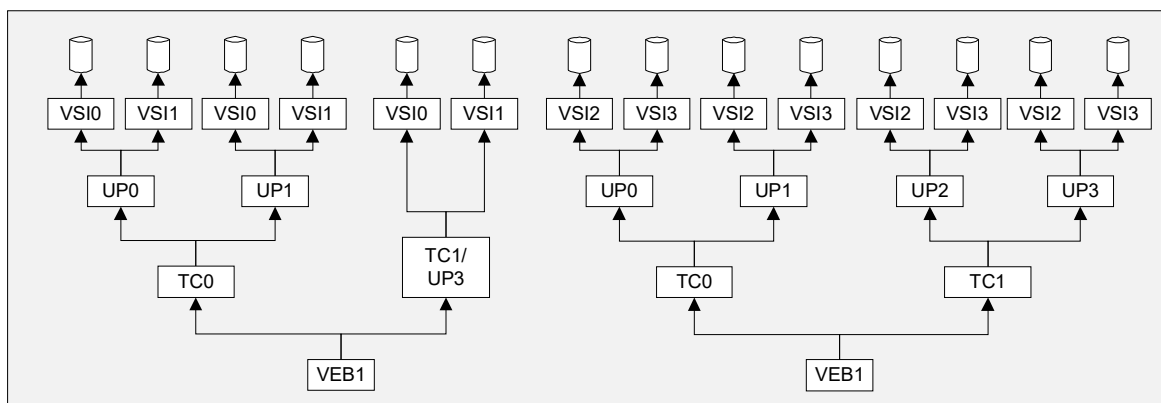 VSI0 VSI1 VSI0 VSI1 VSI0 VSI1 VSI2 VSI3 VSI2 VSI3 VSI2 VSI3 VSI2 VSI3
UP0 UP1 UP0 UP1 UP2 UP3
TC1/
UP3
TC0 TC0 TC1
VEB1 VEB1